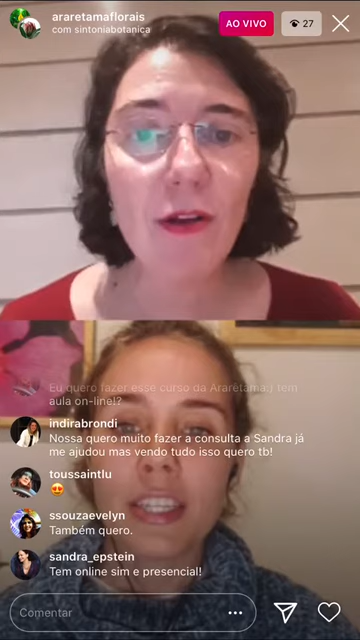 araretamaflorais
com sintoniabotanica
AO VIVO
27
Eu quero fazer esse curso da Ararêtama.j tem
aula on-line!?
indirabrondi
Nossa quero muito fazer a consulta a Sandra já
me ajudou mas vendo tudo isso quero tb!
toussaintlu
😍
ssouzaevelyn
Também quero.
sandra_epstein
Tem online sim e presencial!
Comentar